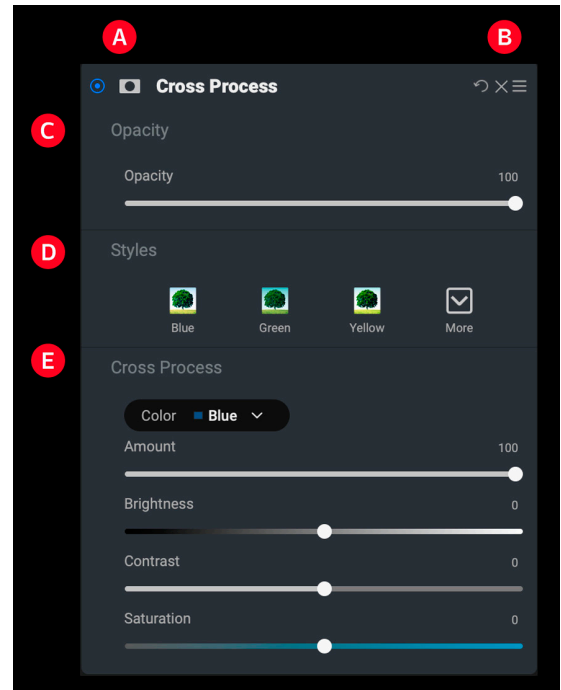 A
B
Cross Process
C
Opacity
Opacity 100
D
Styles
Blue Green Yellow More
E
Cross Process
Color Blue
Amount 100
Brightness 0
Contrast 0
Saturation 0